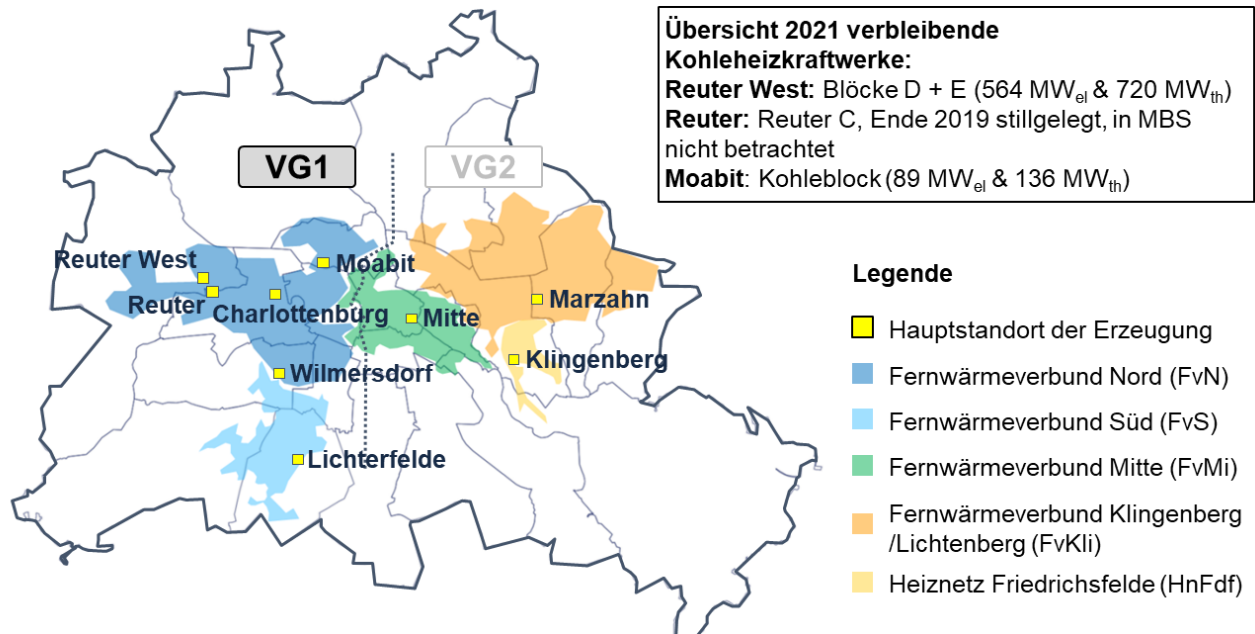 Übersicht 2021 verbleibende
Kohleheizkraftwerke:
Reuter West: Blöcke D + E (564 MWel & 720 MWth)
Reuter: Reuter C, Ende 2019 stillgelegt, in MBS
nicht betrachtet
Moabit: Kohleblock (89 MWel & 136 MWth)
VG1
VG2
Reuter West
Moabit
Reuter
Charlottenburg
Mitte
Marzahn
Wilmersdorf
Klingenberg
Lichterfelde
Legende
Hauptstandort der Erzeugung
Fernwärmeverbund Nord (FvN)
Fernwärmeverbund Süd (FvS)
Fernwärmeverbund Mitte (FvMi)
Fernwärmeverbund Klingenberg
/Lichtenberg (FvKli)
Heiznetz Friedrichsfelde (HnFdf)